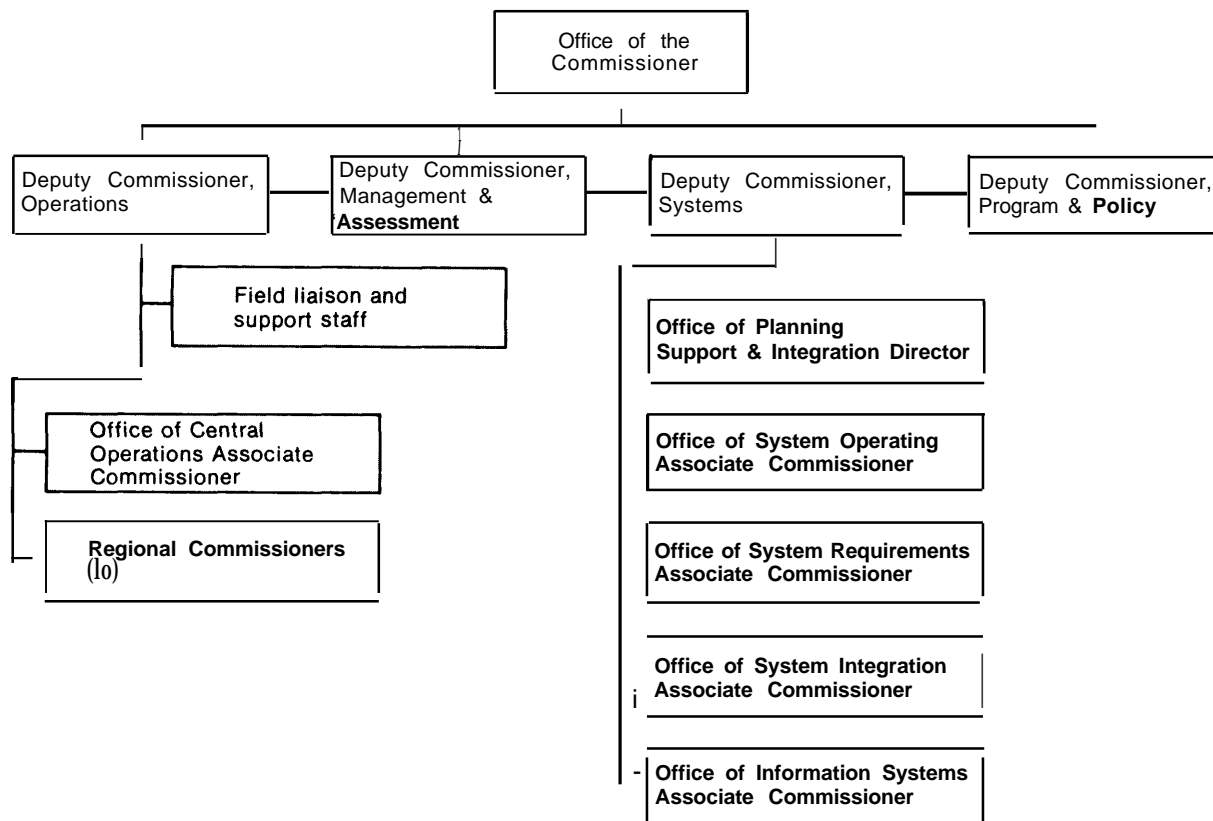 Office of the
Commissioner
Deputy Commissioner,
Operations
Deputy Commissioner,
Management &
Assessment
Deputy Commissioner,
Systems
Deputy Commissioner,
Program & Policy
Field liaison and
support staff
Office of Central
Operations Associate
Commissioner
Regional Commissioners
(lo)
Office of Planning
Support & Integration Director
Office of System Operating
Associate Commissioner
Office of System Requirements
Associate Commissioner
Office of System Integration
Associate Commissioner
Office of Information Systems
Associate Commissioner